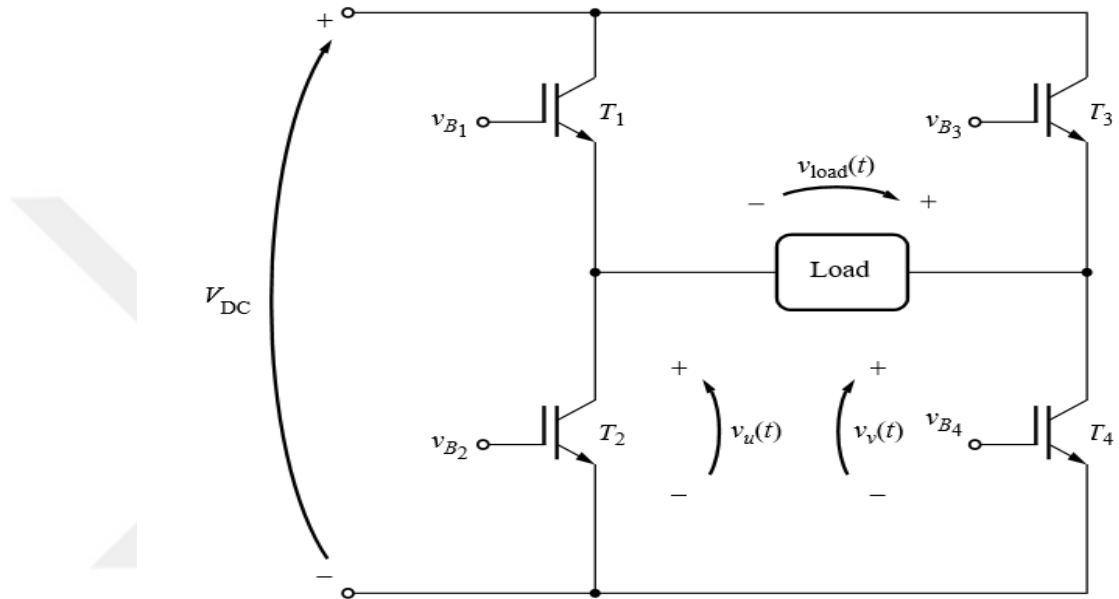 +
v_B1 T_1
v_B3 T_3
v_load(t)
− +
Load
V_DC
+ +
v_B2 T_2 v_u(t) v_v(t) v_B4 T_4
− −
−